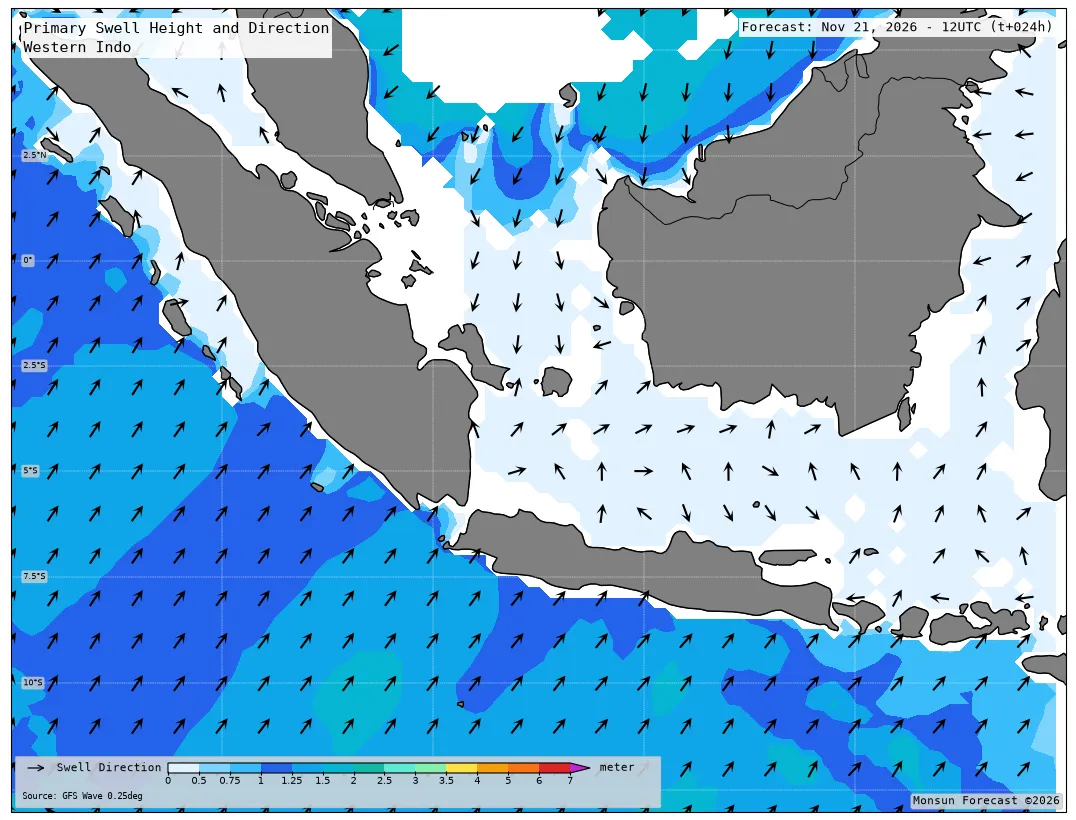 Primary Swell Height and Direction
Western Indo
Forecast: Nov 21, 2026 - 12UTC (t+024h)
2.5°N
0°
2.5°S
5°S
7.5°S
10°S
Swell Direction
0 0.5 0.75 1 1.25 1.5 2 2.5 3 3.5 4 5 6 7
meter
Source: GFS Wave 0.25deg
Monsun Forecast ©2026